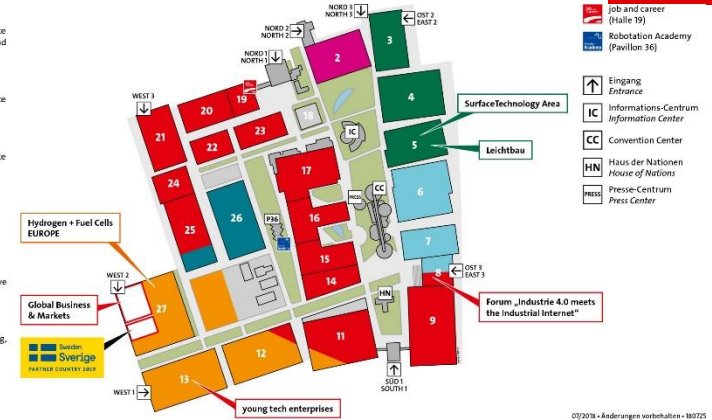 NORD 3
NORTH 3
OST 2
EAST 2
NORD 2
NORTH 2
NORD 1
NORTH 1
WEST 3
3
2
4
5
6
7
8
9
11
12
13
14
15
16
17
18
19
20
21
22
23
24
25
26
27
IC
CC
PRESS
P36
HN
SurfaceTechnology Area
Leichtbau
Hydrogen + Fuel Cells
EUROPE
WEST 2
Global Business
& Markets
Sweden
Sverige
PARTNER COUNTRY 2019
WEST 1
OST 3
EAST 3
Forum „Industrie 4.0 meets
the Industrial Internet“
SÜD 1
SOUTH 1
young tech enterprises
job and career
(Halle 19)
Robotation Academy
(Pavillon 36)
Eingang
Entrance
IC
Informations-Centrum
Information Center
CC
Convention Center
HN
Haus der Nationen
House of Nations
PRESS
Presse-Centrum
Press Center
07/2018 • Änderungen vorbehalten • 180725